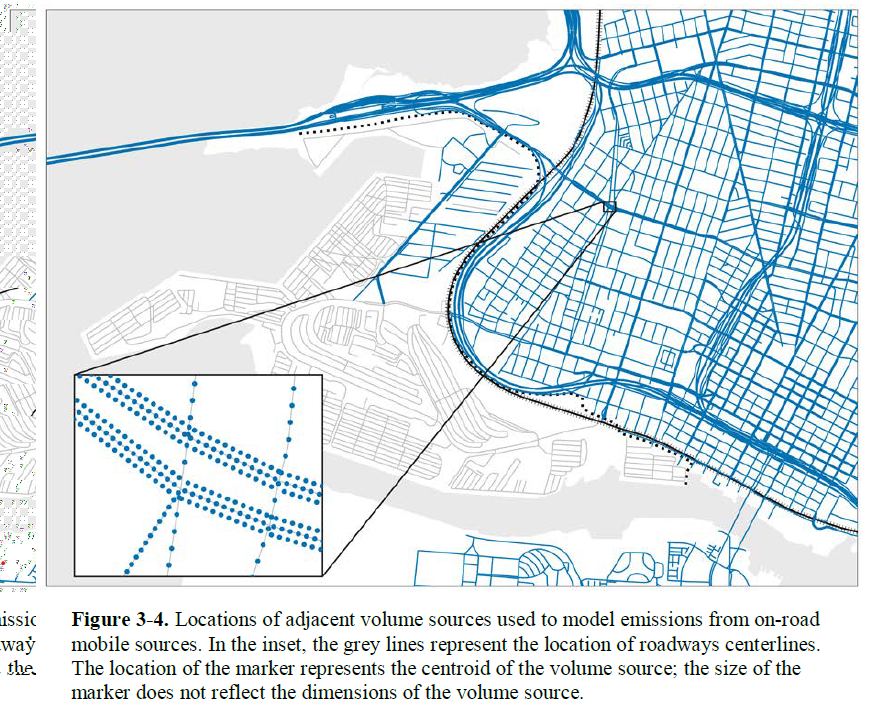 Figure 3-4. Locations of adjacent volume sources used to model emissions from on-road
mobile sources. In the inset, the grey lines represent the location of roadways centerlines.
The location of the marker represents the centroid of the volume source; the size of the
marker does not reflect the dimensions of the volume source.
the